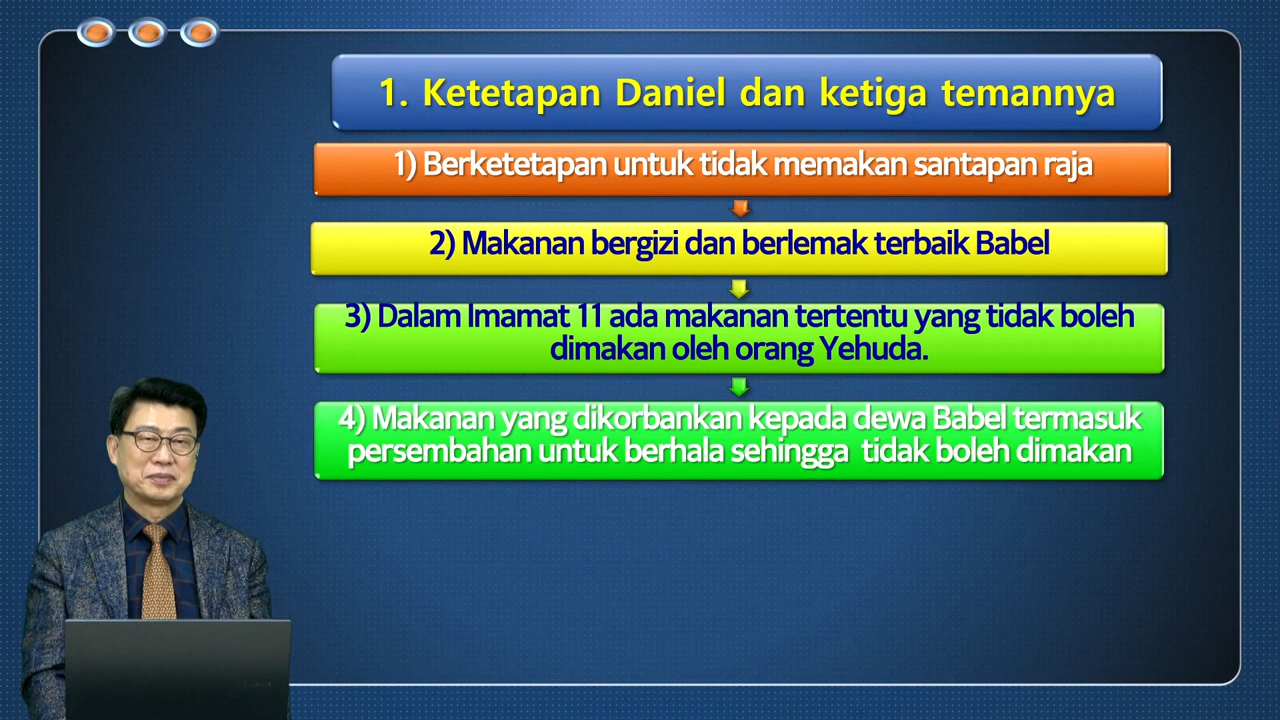 1. Ketetapan Daniel dan ketiga temannya
1) Berketetapan untuk tidak memakan santapan raja
2) Makanan bergizi dan berlemak terbaik Babel
3) Dalam Imamat 11 ada makanan tertentu yang tidak boleh
dimakan oleh orang Yehuda.
4) Makanan yang dikorbankan kepada dewa Babel termasuk
persembahan untuk berhala sehingga  tidak boleh dimakan